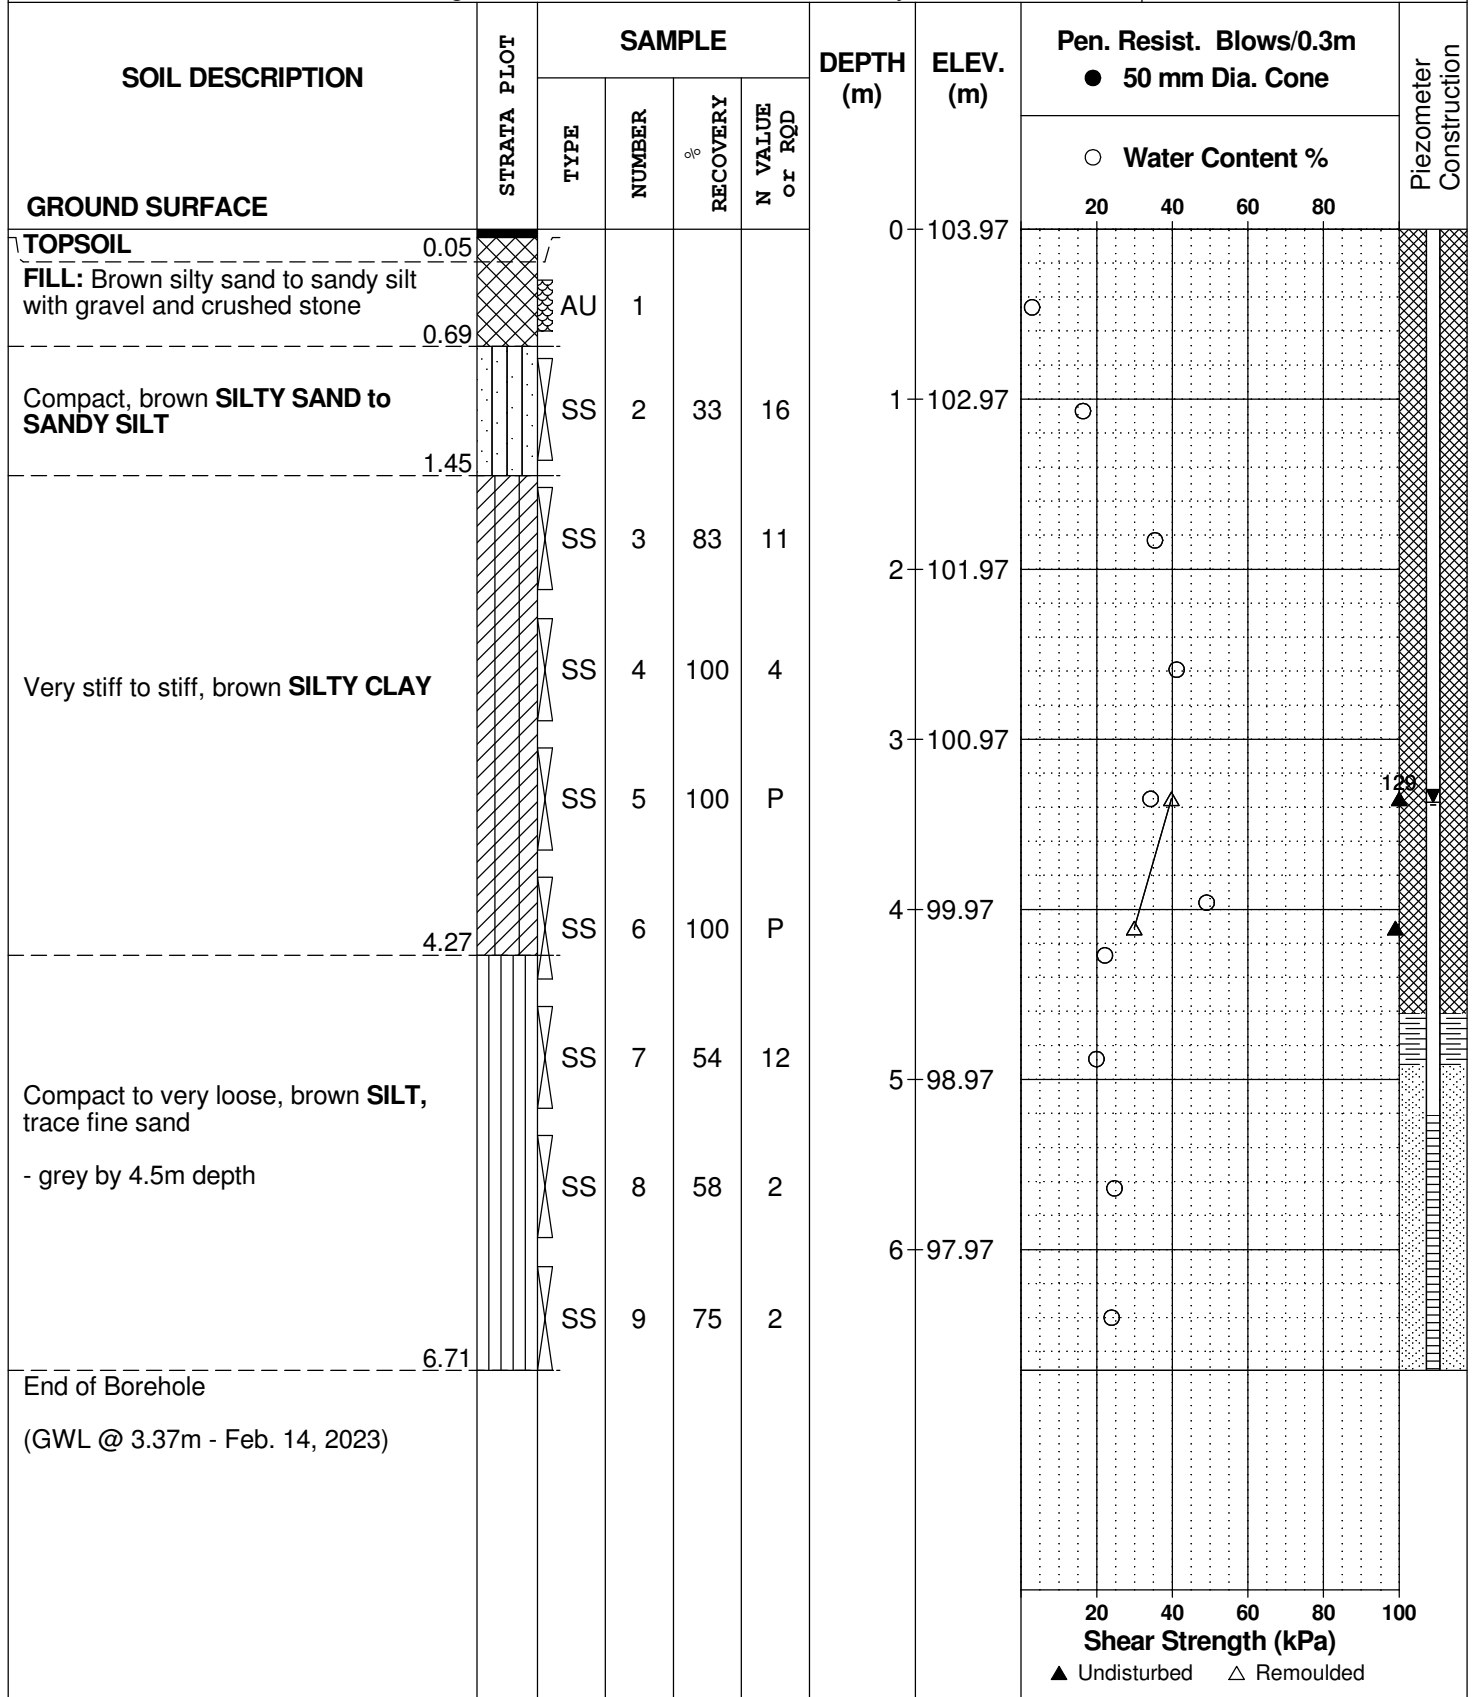 SOIL DESCRIPTION
GROUND SURFACE
STRATA PLOT
SAMPLE
TYPE
NUMBER
% RECOVERY
N VALUE
or RQD
DEPTH
(m)
ELEV.
(m)
Pen. Resist. Blows/0.3m
● 50 mm Dia. Cone
○ Water Content %
20 40 60 80
Piezometer
Construction
0 103.97
TOPSOIL 0.05
FILL: Brown silty sand to sandy silt
with gravel and crushed stone
0.69
AU 1
Compact, brown SILTY SAND to
SANDY SILT
1.45
SS 2 33 16
1 102.97
SS 3 83 11
2 101.97
Very stiff to stiff, brown SILTY CLAY
SS 4 100 4
3 100.97
129
SS 5 100 P
4 99.97
SS 6 100 P
4.27
SS 7 54 12
5 98.97
Compact to very loose, brown SILT,
trace fine sand
- grey by 4.5m depth
SS 8 58 2
6 97.97
SS 9 75 2
6.71
End of Borehole
(GWL @ 3.37m - Feb. 14, 2023)
20 40 60 80 100
Shear Strength (kPa)
▲ Undisturbed △ Remoulded